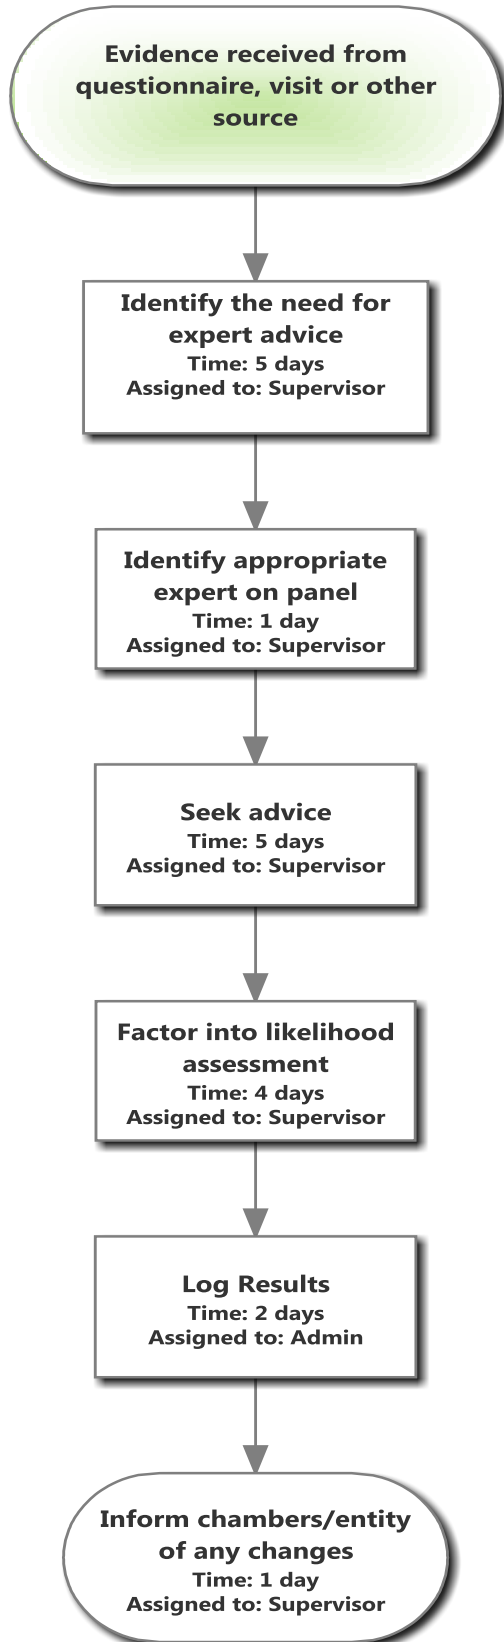 Evidence received from
questionnaire, visit or other
source
Identify the need for
expert advice
Time: 5 days
Assigned to: Supervisor
Identify appropriate
expert on panel
Time: 1 day
Assigned to: Supervisor
Seek advice
Time: 5 days
Assigned to: Supervisor
Factor into likelihood
assessment
Time: 4 days
Assigned to: Supervisor
Log Results
Time: 2 days
Assigned to: Admin
Inform chambers/entity
of any changes
Time: 1 day
Assigned to: Supervisor